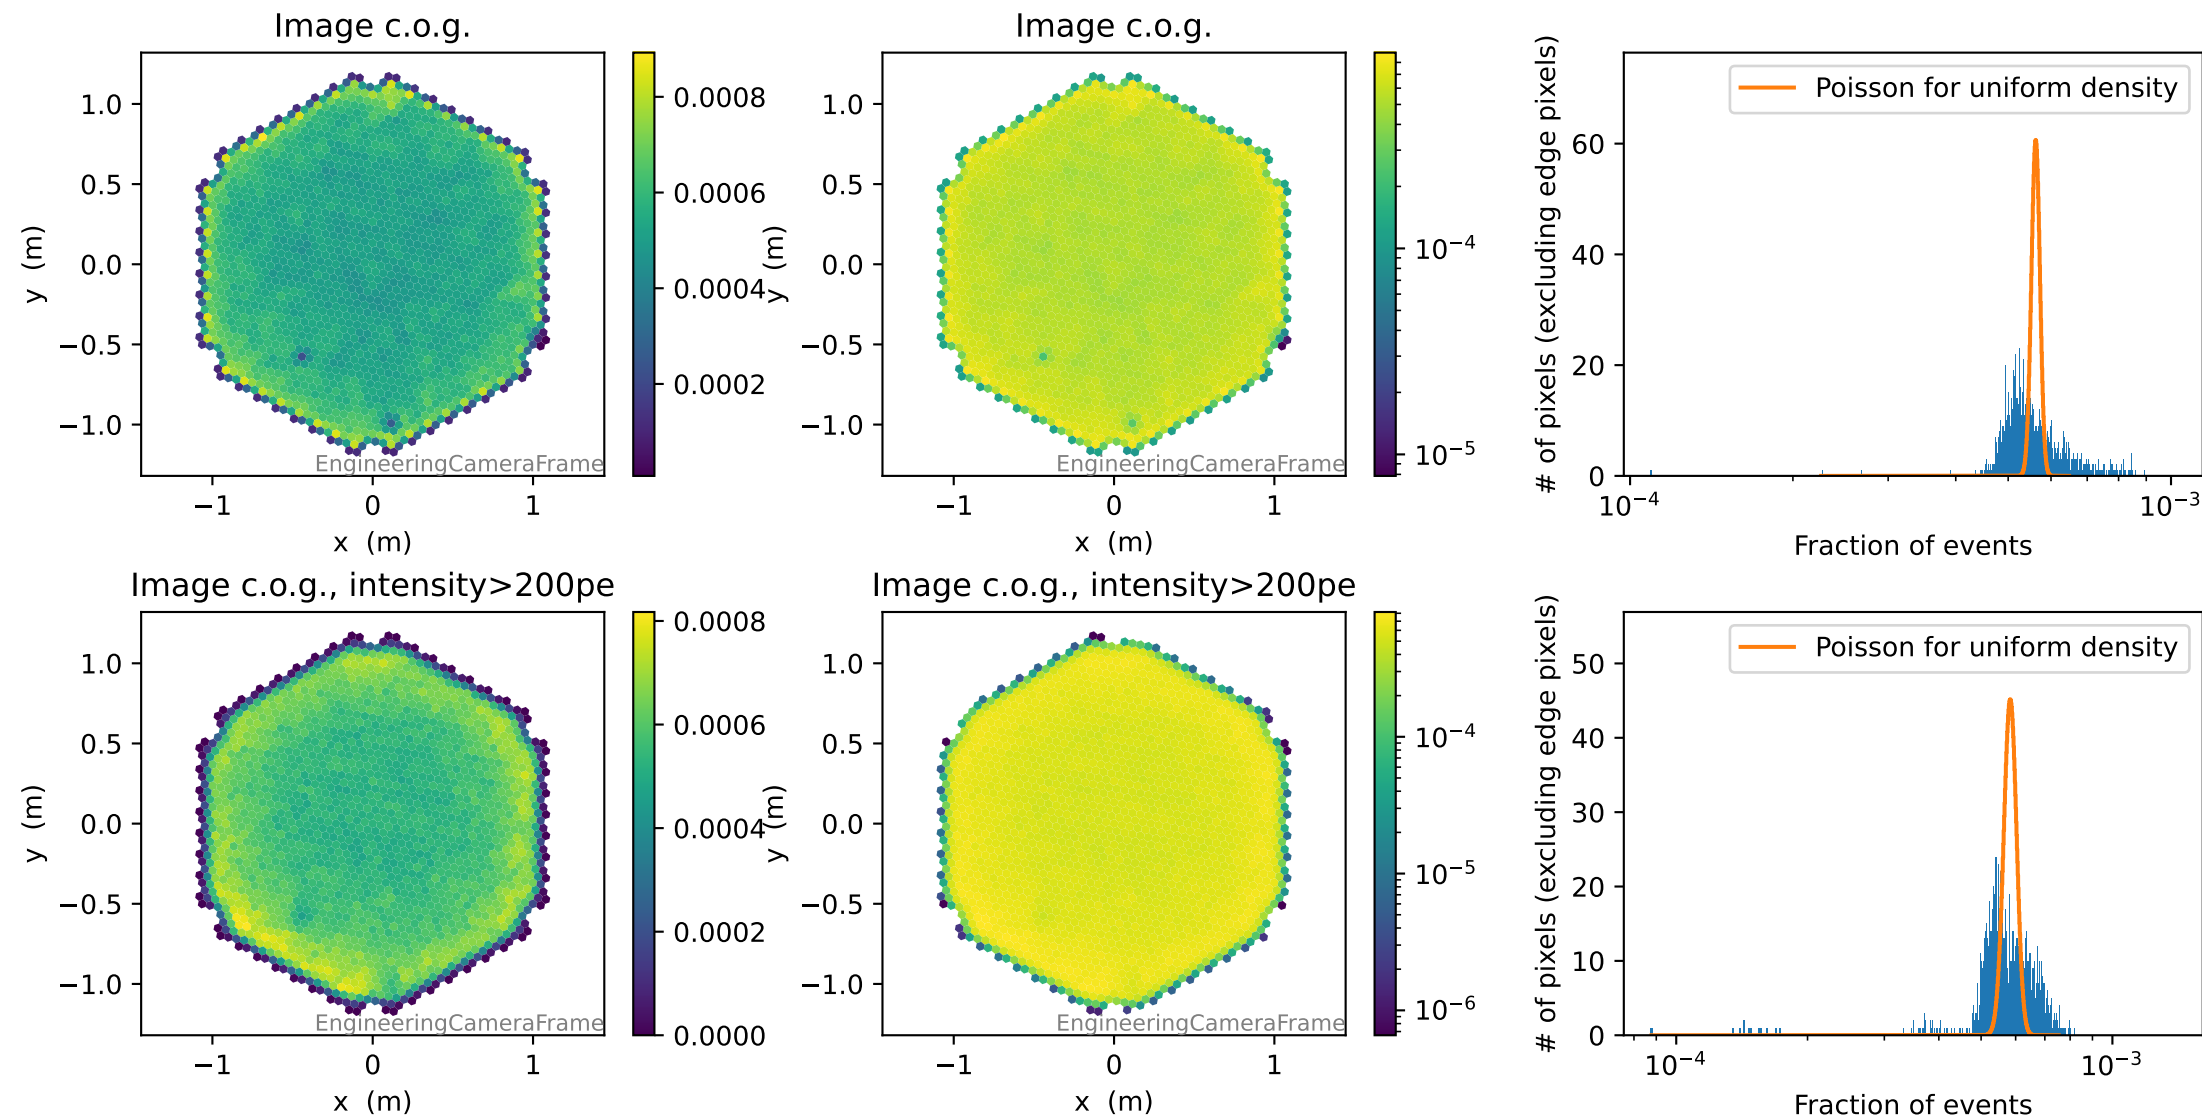 Image c.o.g.
1.0
0.5
0.0
−0.5
−1.0
y (m)
−1
0
1
x (m)
EngineeringCameraFrame
0.0008
0.0006
0.0004
0.0002
Image c.o.g.
1.0
0.5
0.0
−0.5
−1.0
y (m)
−1
0
1
x (m)
EngineeringCameraFrame
10−4
10−5
# of pixels (excluding edge pixels)
60
40
20
0
Poisson for uniform density
10−4
10−3
Fraction of events
Image c.o.g., intensity>200pe
1.0
0.5
0.0
−0.5
−1.0
y (m)
−1
0
1
x (m)
EngineeringCameraFrame
0.0008
0.0006
0.0004
0.0002
0.0000
Image c.o.g., intensity>200pe
1.0
0.5
0.0
−0.5
−1.0
y (m)
−1
0
1
x (m)
EngineeringCameraFrame
10−4
10−5
10−6
# of pixels (excluding edge pixels)
50
40
30
20
10
0
Poisson for uniform density
10−4
10−3
Fraction of events